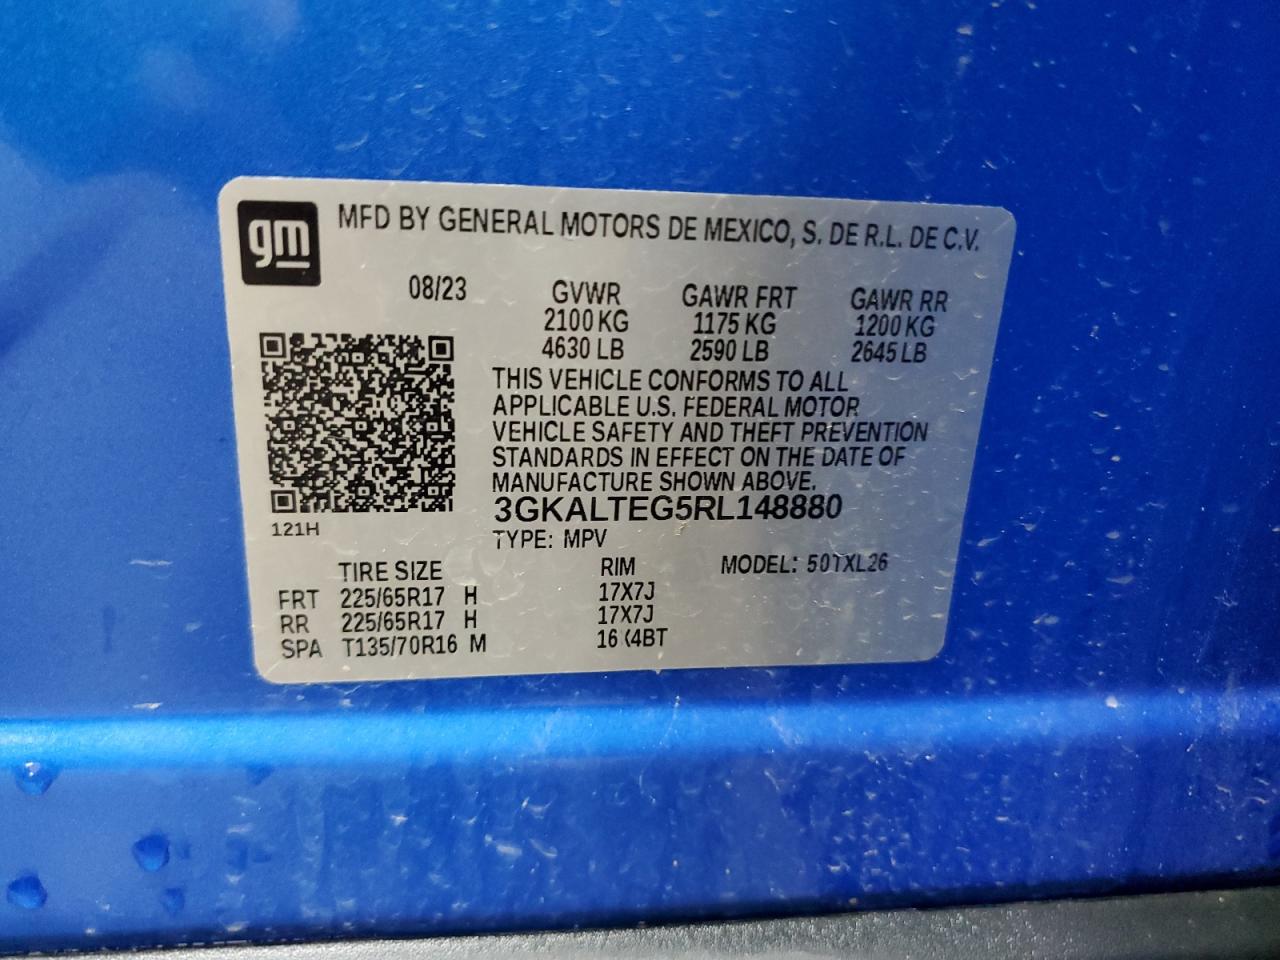 gm MFD BY GENERAL MOTORS DE MEXICO, S. DE R.L. DE C.V.
08/23 GVWR GAWR FRT GAWR RR
2100 KG 1175 KG 1200 KG
4630 LB 2590 LB 2645 LB
THIS VEHICLE CONFORMS TO ALL
APPLICABLE U.S. FEDERAL MOTOR
VEHICLE SAFETY AND THEFT PREVENTION
STANDARDS IN EFFECT ON THE DATE OF
MANUFACTURE SHOWN ABOVE.
3GKALTEG5RL148880
121H
TYPE: MPV
TIRE SIZE RIM MODEL:
FRT 225/65R17 H 17X7J
RR 225/65R17 H 17X7J
SPA T135/70R16 M 16